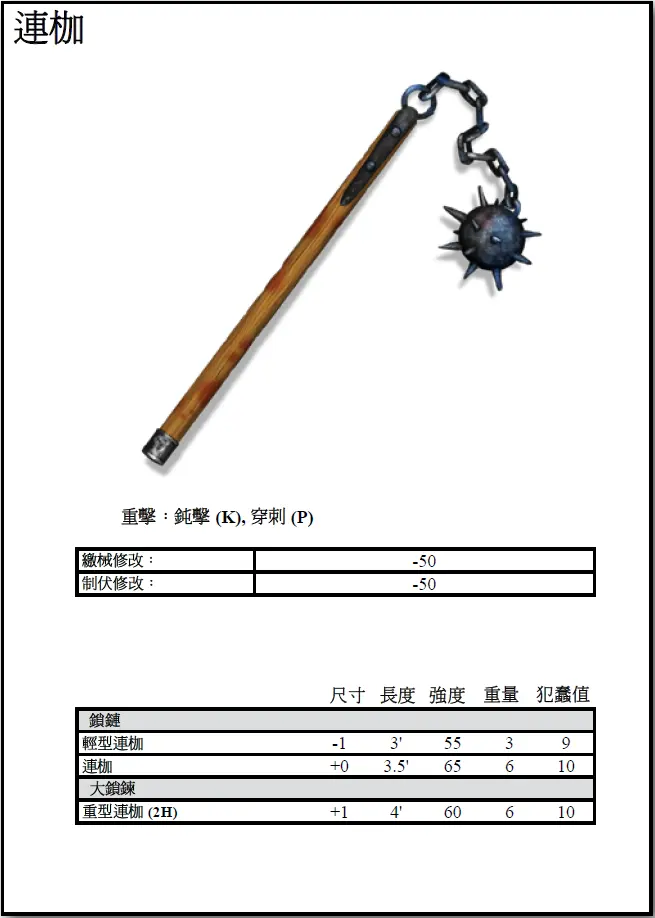 連枷
重擊：鈍擊 (K), 穿刺 (P)
繳械修改： -50
制伏修改： -50
尺寸 長度 強度 重量 犯蠢值
鎖鏈
輕型連枷 -1 3' 55 3 9
連枷 +0 3.5' 65 6 10
大鎖鍊
重型連枷 (2H) +1 4' 60 6 10